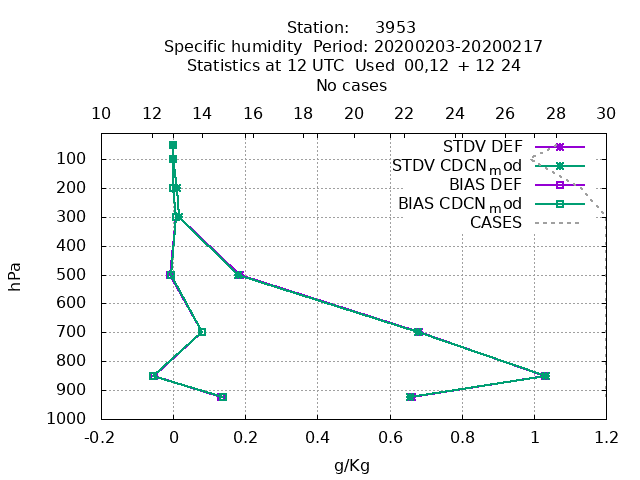 Station: 3953
Specific humidity Period: 20200203-20200217
Statistics at 12 UTC Used 00,12 + 12 24
No cases
10 12 14 16 18 20 22 24 26 28 30
STDV DEF
STDV CDCNmod
BIAS DEF
BIAS CDCNmod
CASES
100
200
300
400
500
600
700
800
900
1000
hPa
-0.2 0 0.2 0.4 0.6 0.8 1 1.2
g/Kg